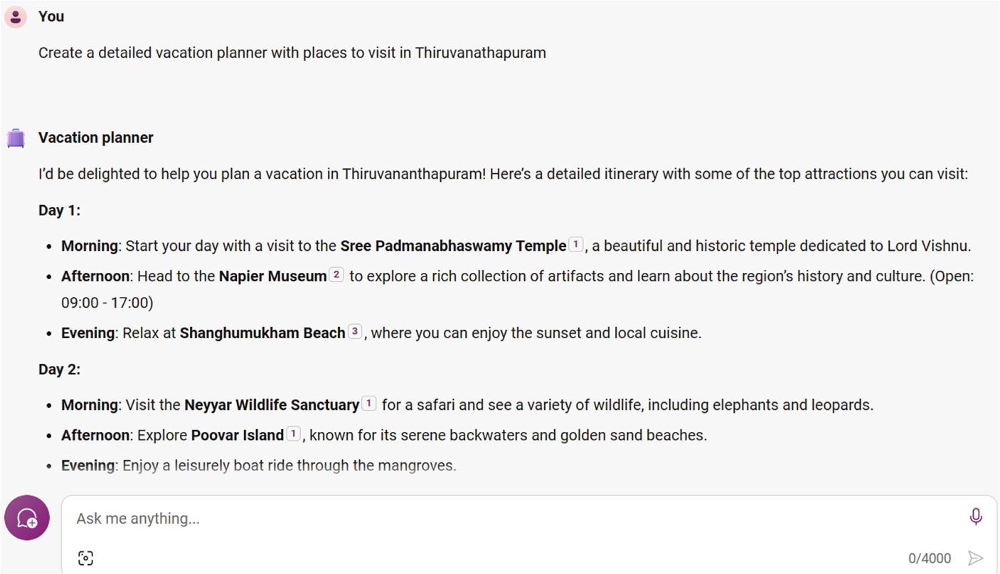 You
Create a detailed vacation planner with places to visit in Thiruvanathapuram
Vacation planner
I’d be delighted to help you plan a vacation in Thiruvananthapuram! Here’s a detailed itinerary with some of the top attractions you can visit:
Day 1:
• Morning: Start your day with a visit to the Sree Padmanabhaswamy Temple 1 , a beautiful and historic temple dedicated to Lord Vishnu.
• Afternoon: Head to the Napier Museum 2 to explore a rich collection of artifacts and learn about the region’s history and culture. (Open:
09:00 - 17:00)
• Evening: Relax at Shanghumukham Beach 3 , where you can enjoy the sunset and local cuisine.
Day 2:
• Morning: Visit the Neyyar Wildlife Sanctuary 1 for a safari and see a variety of wildlife, including elephants and leopards.
• Afternoon: Explore Poovar Island 1 , known for its serene backwaters and golden sand beaches.
• Evening: Enjoy a leisurely boat ride through the mangroves.
Ask me anything...
0/4000